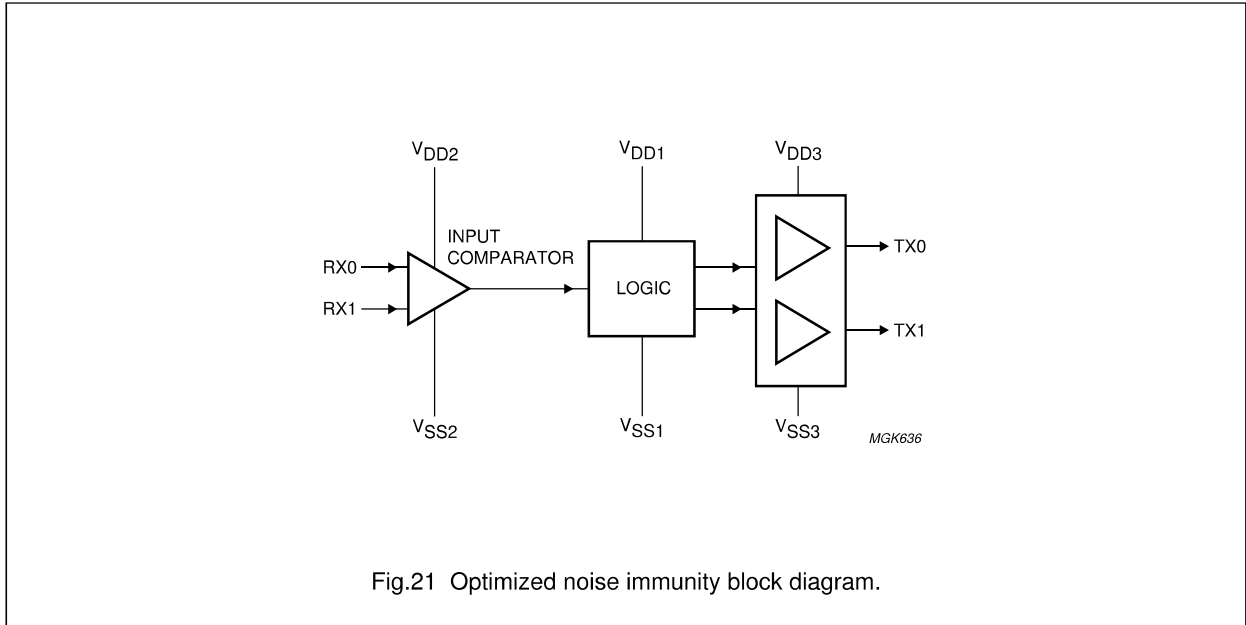 VDD2
VDD1
VDD3
INPUT
COMPARATOR
RX0
RX1
LOGIC
TX0
TX1
VSS2
VSS1
VSS3
MGK636
Fig.21 Optimized noise immunity block diagram.